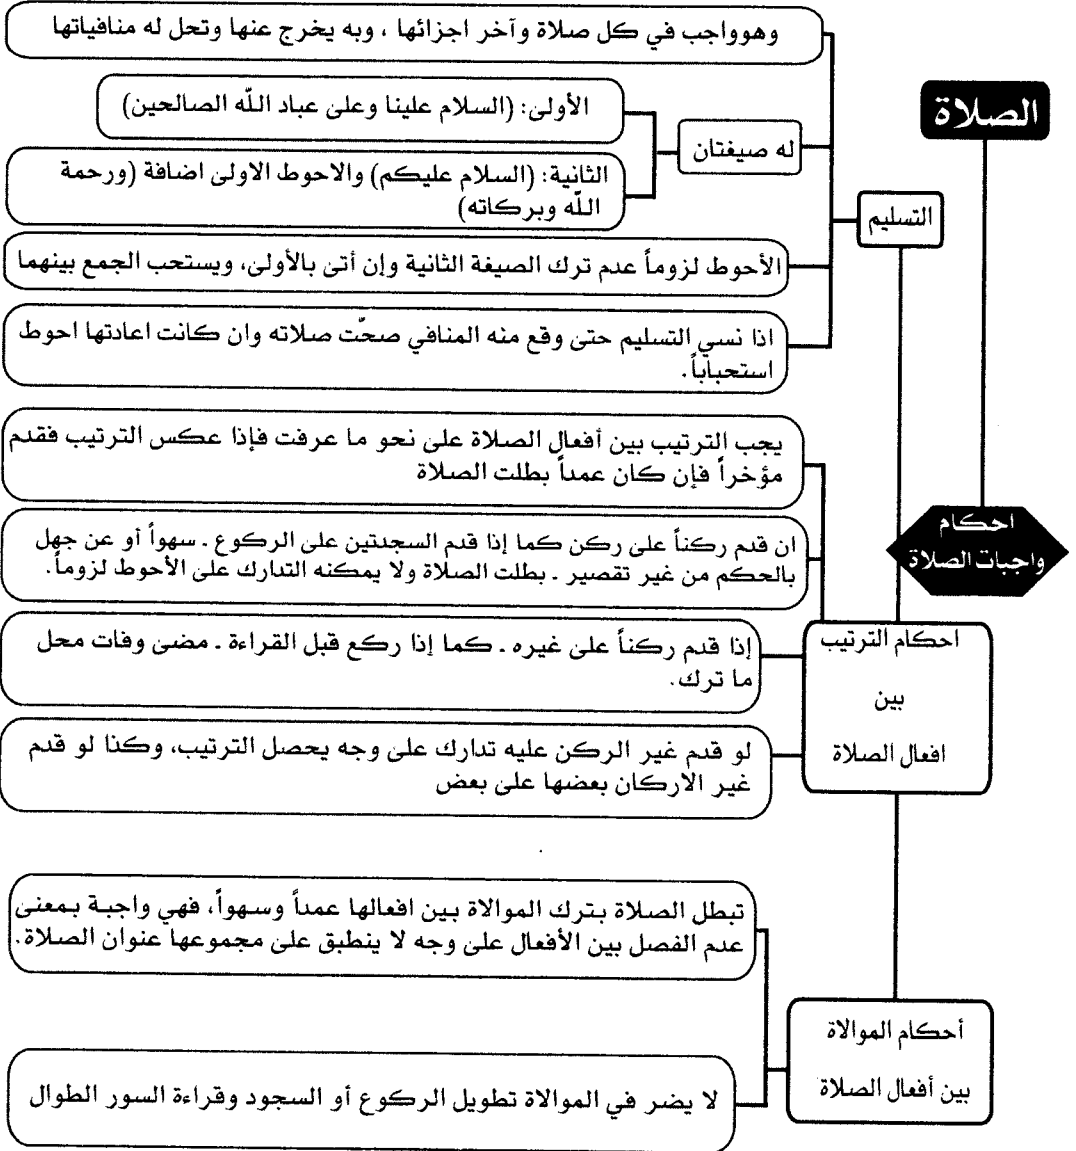 الصلاة
احكام
واجبات الصلاة
التسليم
وهوواجب في كل صلاة وآخر اجزائها ، وبه يخرج عنها وتحل له منافياتها
له صيغتان
الأولى: (السلام علينا وعلى عباد اللّه الصالحين)
الثانية: (السلام عليكم) والاحوط الاولى اضافة (ورحمة
اللّه وبركاته)
الأحوط لزوماً عدم ترك الصيغة الثانية وإن أتى بالأولى، ويستحب الجمع بينهما
اذا نسي التسليم حتى وقع منه المنافي صحّت صلاته وان كانت اعادتها احوط
استحباباً.
احكام الترتيب
بين
افعال الصلاة
يجب الترتيب بين أفعال الصلاة على نحو ما عرفت فإذا عكس الترتيب فقدم
مؤخراً فإن كان عمداً بطلت الصلاة
ان قدم ركناً على ركن كما إذا قدم السجدتين على الركوع ـ سهواً أو عن جهل
بالحكم من غير تقصير ـ بطلت الصلاة ولا يمكنه التدارك على الأحوط لزوماً.
إذا قدم ركناً على غيره ـ كما إذا ركع قبل القراءة ـ مضى وفات محل
ما ترك.
لو قدم غير الركن عليه تدارك على وجه يحصل الترتيب، وكذا لو قدم
غير الاركان بعضها على بعض
أحكام الموالاة
بين أفعال الصلاة
تبطل الصلاة بترك الموالاة بين افعالها عمداً وسهواً، فهي واجبة بمعنى
عدم الفصل بين الأفعال على وجه لا ينطبق على مجموعها عنوان الصلاة.
لا يضر في الموالاة تطويل الركوع أو السجود وقراءة السور الطوال